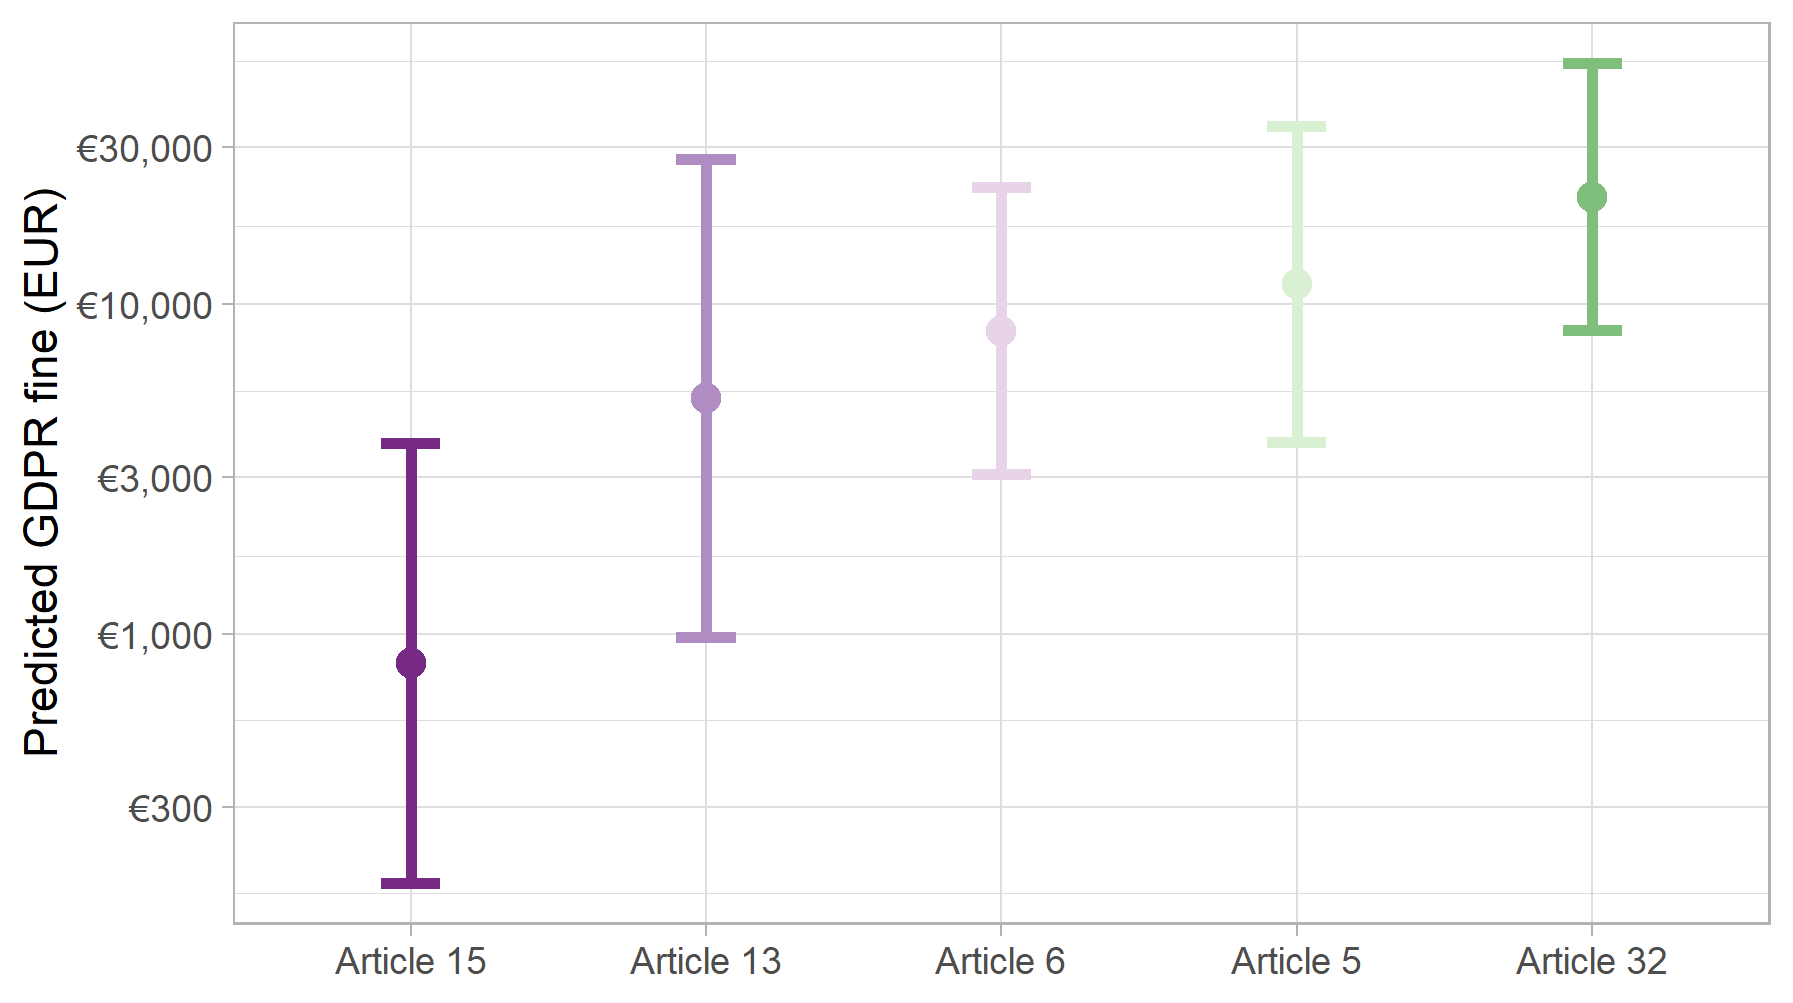 Predicted GDPR fine (EUR)
€30,000
€10,000
€3,000
€1,000
€300
Article 15
Article 13
Article 6
Article 5
Article 32